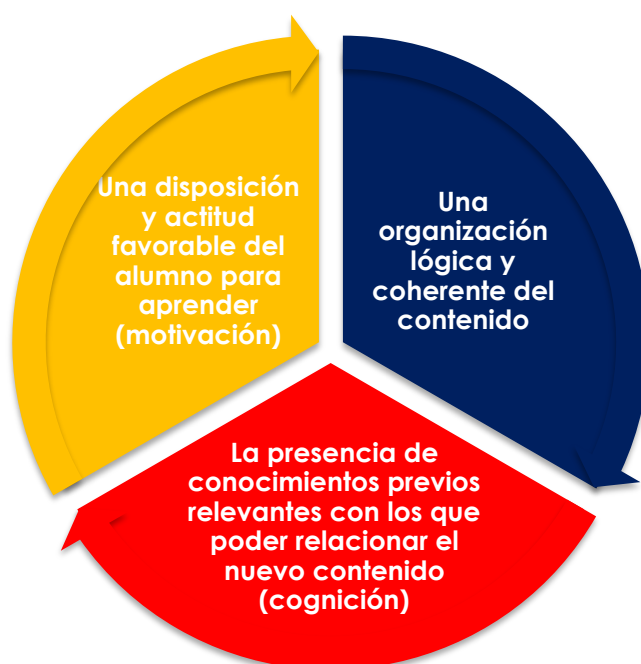 Una disposición
y actitud
favorable del
alumno para
aprender
(motivación)
Una
organización
lógica y
coherente del
contenido
La presencia de
conocimientos previos
relevantes con los que
poder relacionar el
nuevo contenido
(cognición)